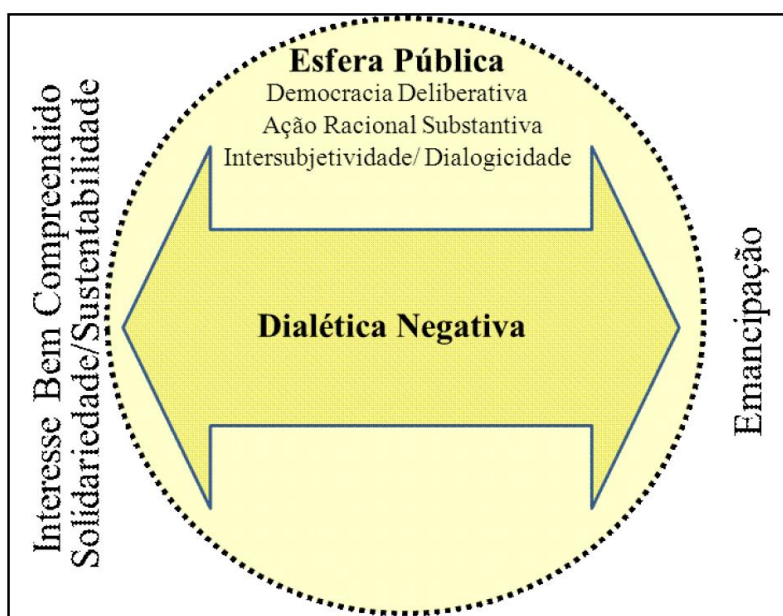 Esfera Pública
Democracia Deliberativa
Ação Racional Substantiva
Intersubjetividade/ Dialogicidade
Interesse Bem Compreendido
Solidariedade/Sustentabilidade
Dialética Negativa
Emancipação